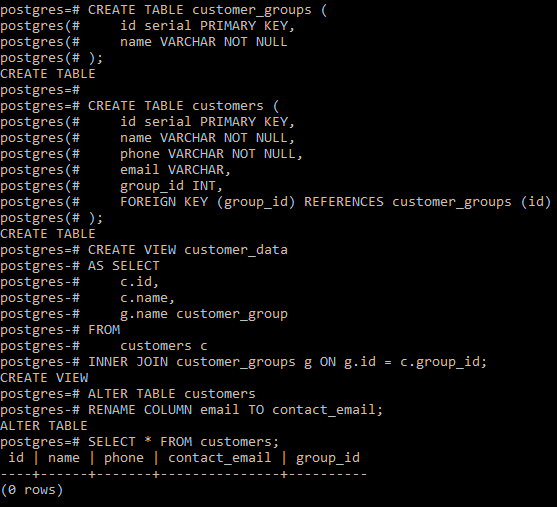 postgres=# CREATE TABLE customer_groups (
postgres(#     id serial PRIMARY KEY,
postgres(#     name VARCHAR NOT NULL
postgres(# );
CREATE TABLE
postgres=#
postgres=# CREATE TABLE customers (
postgres(#     id serial PRIMARY KEY,
postgres(#     name VARCHAR NOT NULL,
postgres(#     phone VARCHAR NOT NULL,
postgres(#     email VARCHAR,
postgres(#     group_id INT,
postgres(#     FOREIGN KEY (group_id) REFERENCES customer_groups (id)
postgres(# );
CREATE TABLE
postgres=# CREATE VIEW customer_data
postgres-# AS SELECT
postgres-#     c.id,
postgres-#     c.name,
postgres-#     g.name customer_group
postgres-# FROM
postgres-#     customers c
postgres-# INNER JOIN customer_groups g ON g.id = c.group_id;
CREATE VIEW
postgres=# ALTER TABLE customers
postgres-# RENAME COLUMN email TO contact_email;
ALTER TABLE
postgres=# SELECT * FROM customers;
 id | name | phone | contact_email | group_id
----+------+-------+---------------+----------
(0 rows)